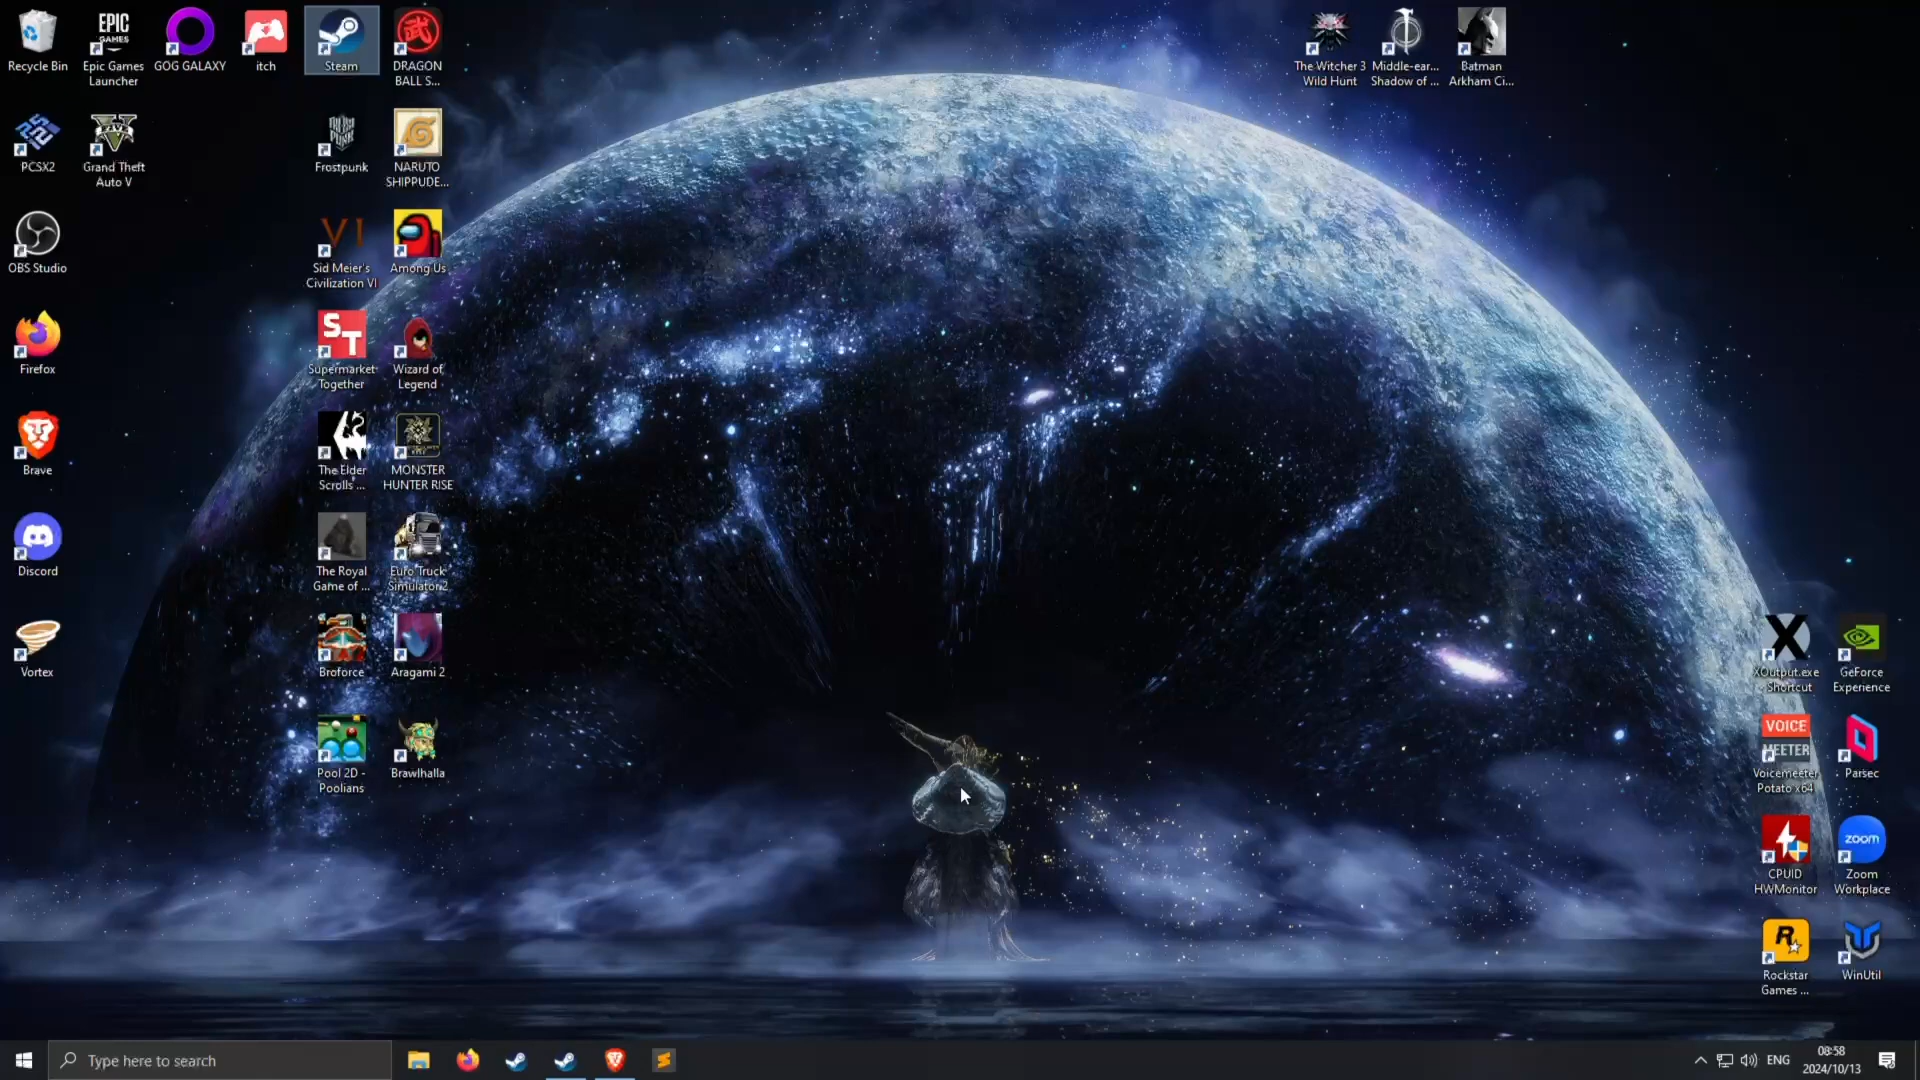 Recycle Bin
EPIC
GAMES
Epic Games
Launcher
GOG GALAXY
itch
Steam
武
DRAGON
BALL S...
The Witcher 3
Wild Hunt
Middle-ear...
Shadow of ...
Batman
Arkham Ci...
PCSX2
FIVE
Grand Theft
Auto V
FROST
PUNK
Frostpunk
NARUTO
SHIPPUDE...
OBS Studio
VI
Sid Meier's
Civilization VI
Among Us
Firefox
ST
Supermarket
Together
Wizard of
Legend
Brave
The Elder
Scrolls ...
MONSTER
HUNTER RISE
Discord
The Royal
Game of ...
Euro Truck
Simulator 2
Vortex
Broforce
Aragami 2
X
XOutput.exe
- Shortcut
GeForce
Experience
Pool 2D -
Poolians
Brawlhalla
VOICE
MEETER
Voicemeeter
Potato x64
Parsec
CPUID
HWMonitor
zoom
Zoom
Workplace
R
Rockstar
Games ...
WinUtil
Type here to search
ENG
08:58
2024/10/13